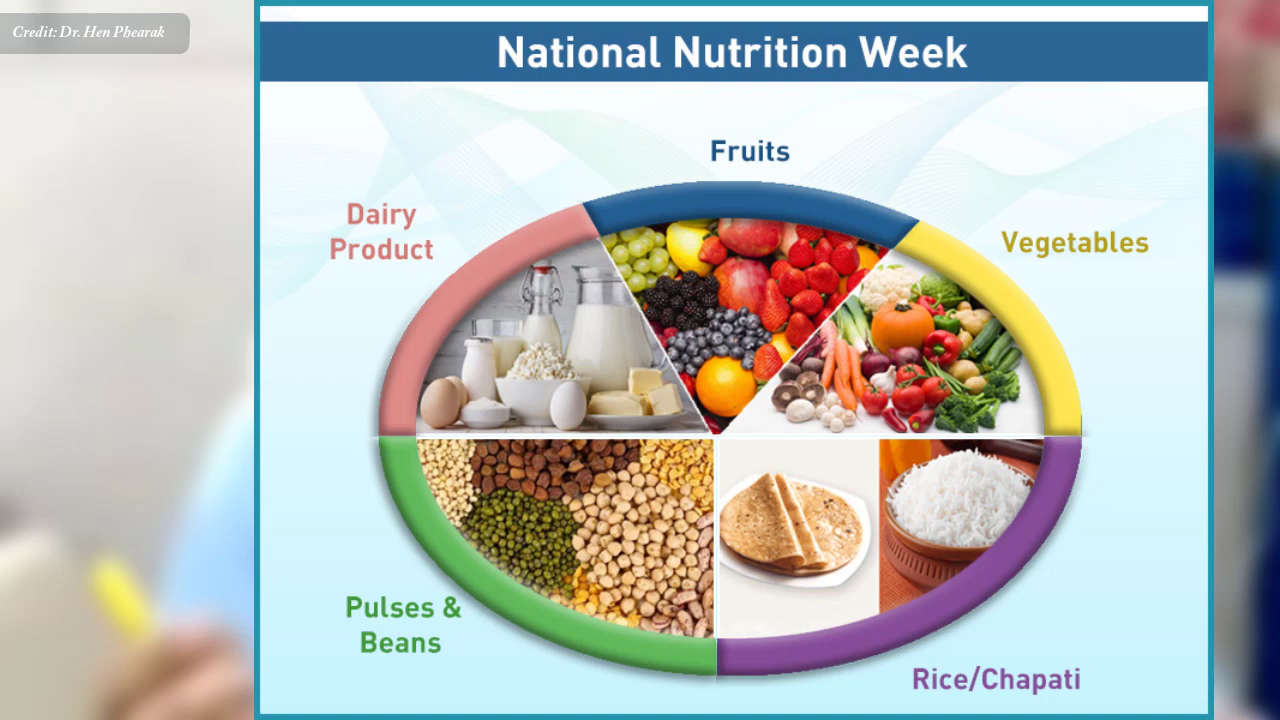 Credit: Dr. Hen Phearak
National Nutrition Week
Fruits
Dairy
Product
Vegetables
Pulses &
Beans
Rice/Chapati